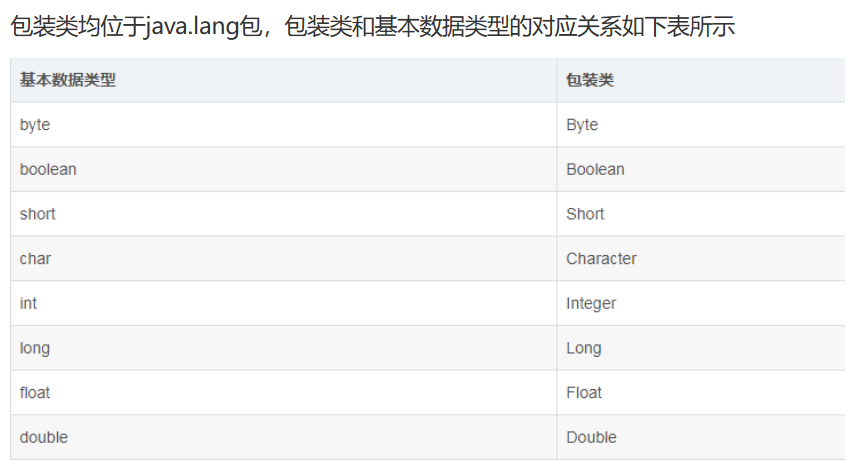 包装类均位于java.lang包，包装类和基本数据类型的对应关系如下表所示
基本数据类型 包装类
byte Byte
boolean Boolean
short Short
char Character
int Integer
long Long
float Float
double Double